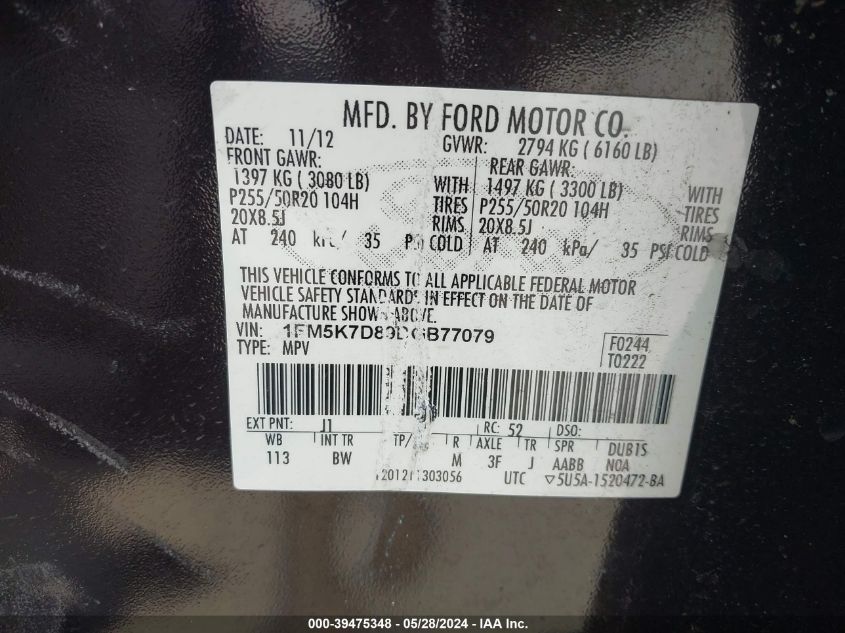 MFD. BY FORD MOTOR CO.
DATE: 11/12 GVWR: 2794 KG ( 6160 LB)
FRONT GAWR: REAR GAWR:
1397 KG ( 3080 LB) WITH 1497 KG ( 3300 LB) WITH
P255/50R20 104H TIRES P255/50R20 104H TIRES
20X8.5J RIMS 20X8.5J RIMS
AT 240 kPa/ 35 PSI COLD AT 240 kPa/ 35 PSI COLD
THIS VEHICLE CONFORMS TO ALL APPLICABLE FEDERAL MOTOR
VEHICLE SAFETY STANDARDS IN EFFECT ON THE DATE OF
MANUFACTURE SHOWN ABOVE.
VIN: 1FM5K7D89DGB77079
TYPE: MPV
F0244
T0222
EXT PNT: J1 RC: 52 DSO:
WB INT TR TP/ R AXLE TR SPR DUB1S
113 BW M 3F J AABB NOA
UTC ▽5U5A-1520472-BA
000-39475348 | 05/28/2024 - IAA Inc.